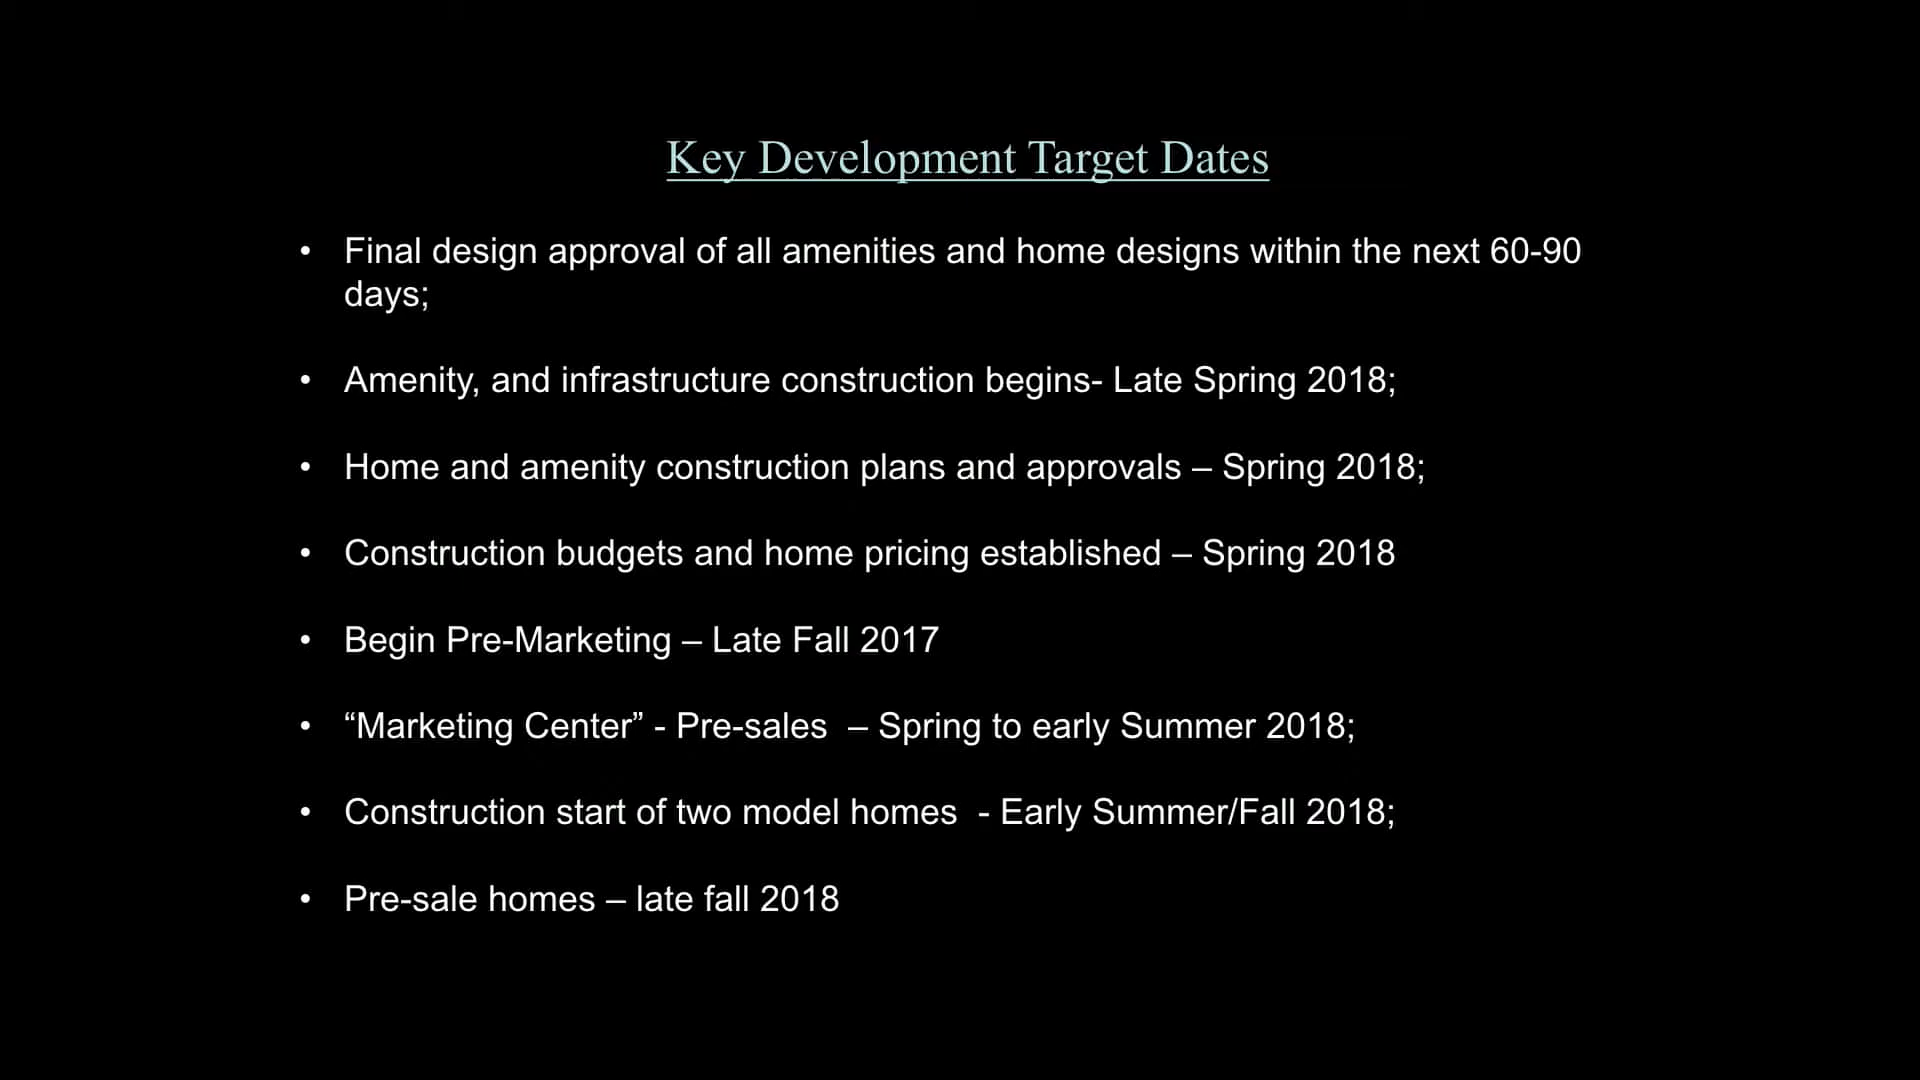 Key Development Target Dates
• Final design approval of all amenities and home designs within the next 60-90
days;
• Amenity, and infrastructure construction begins- Late Spring 2018;
• Home and amenity construction plans and approvals – Spring 2018;
• Construction budgets and home pricing established – Spring 2018
• Begin Pre-Marketing – Late Fall 2017
• “Marketing Center” - Pre-sales  – Spring to early Summer 2018;
• Construction start of two model homes  - Early Summer/Fall 2018;
• Pre-sale homes – late fall 2018